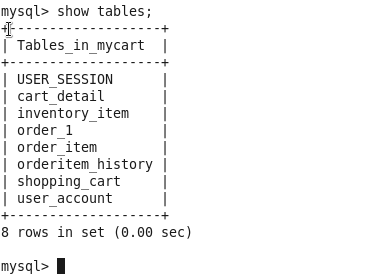 mysql> show tables;
+-------------------+
| Tables_in_mycart  |
+-------------------+
| USER_SESSION      |
| cart_detail       |
| inventory_item    |
| order_1           |
| order_item        |
| orderitem_history |
| shopping_cart     |
| user_account      |
+-------------------+
8 rows in set (0.00 sec)
mysql>